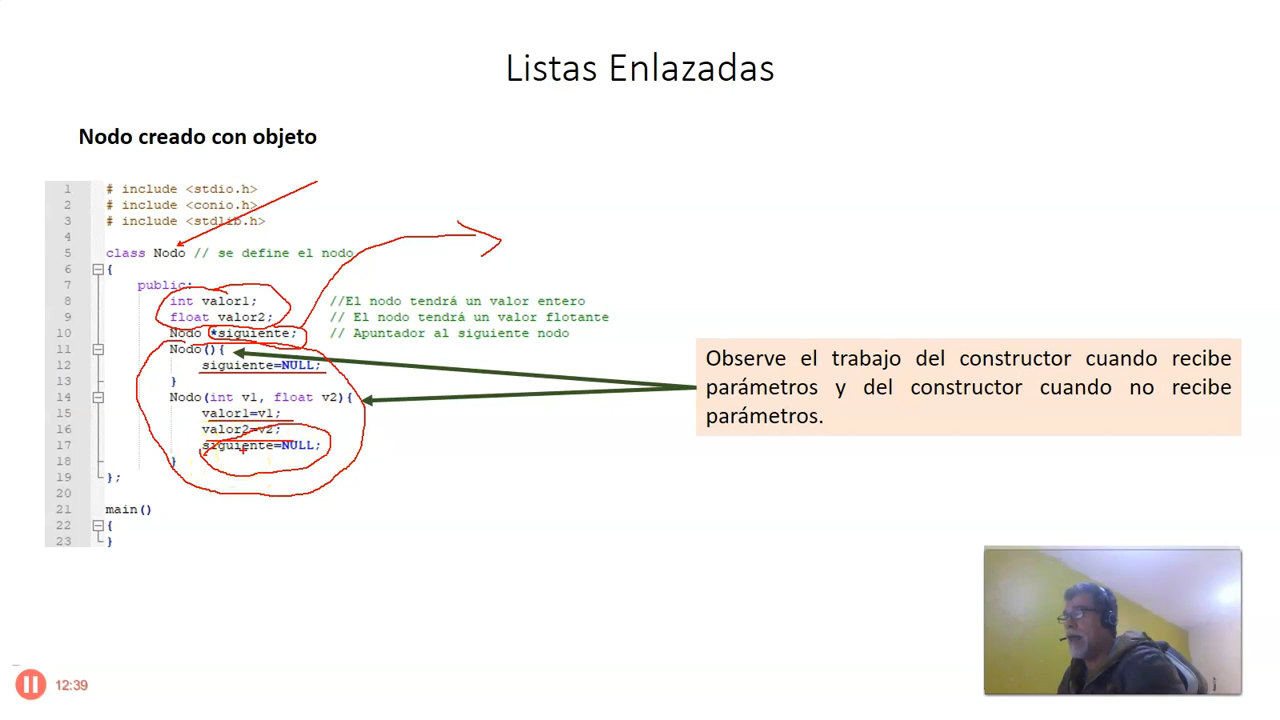 Listas Enlazadas
Nodo creado con objeto
1 # include <stdio.h>
2 # include <conio.h>
3 # include <stdlib.h>
4
5 class Nodo // se define el nodo
6 {
7 public:
8 int valor1; //El nodo tendrá un valor entero
9 float valor2; // El nodo tendrá un valor flotante
10 Nodo *siguiente; // Apuntador al siguiente nodo
11 Nodo(){
12 siguiente=NULL;
13 }
14 Nodo(int v1, float v2){
15 valor1=v1;
16 valor2=v2;
17 siguiente=NULL;
18 }
19 };
20
21 main()
22 {
23 }
Observe el trabajo del constructor cuando recibe
parámetros y del constructor cuando no recibe
parámetros.
12:39